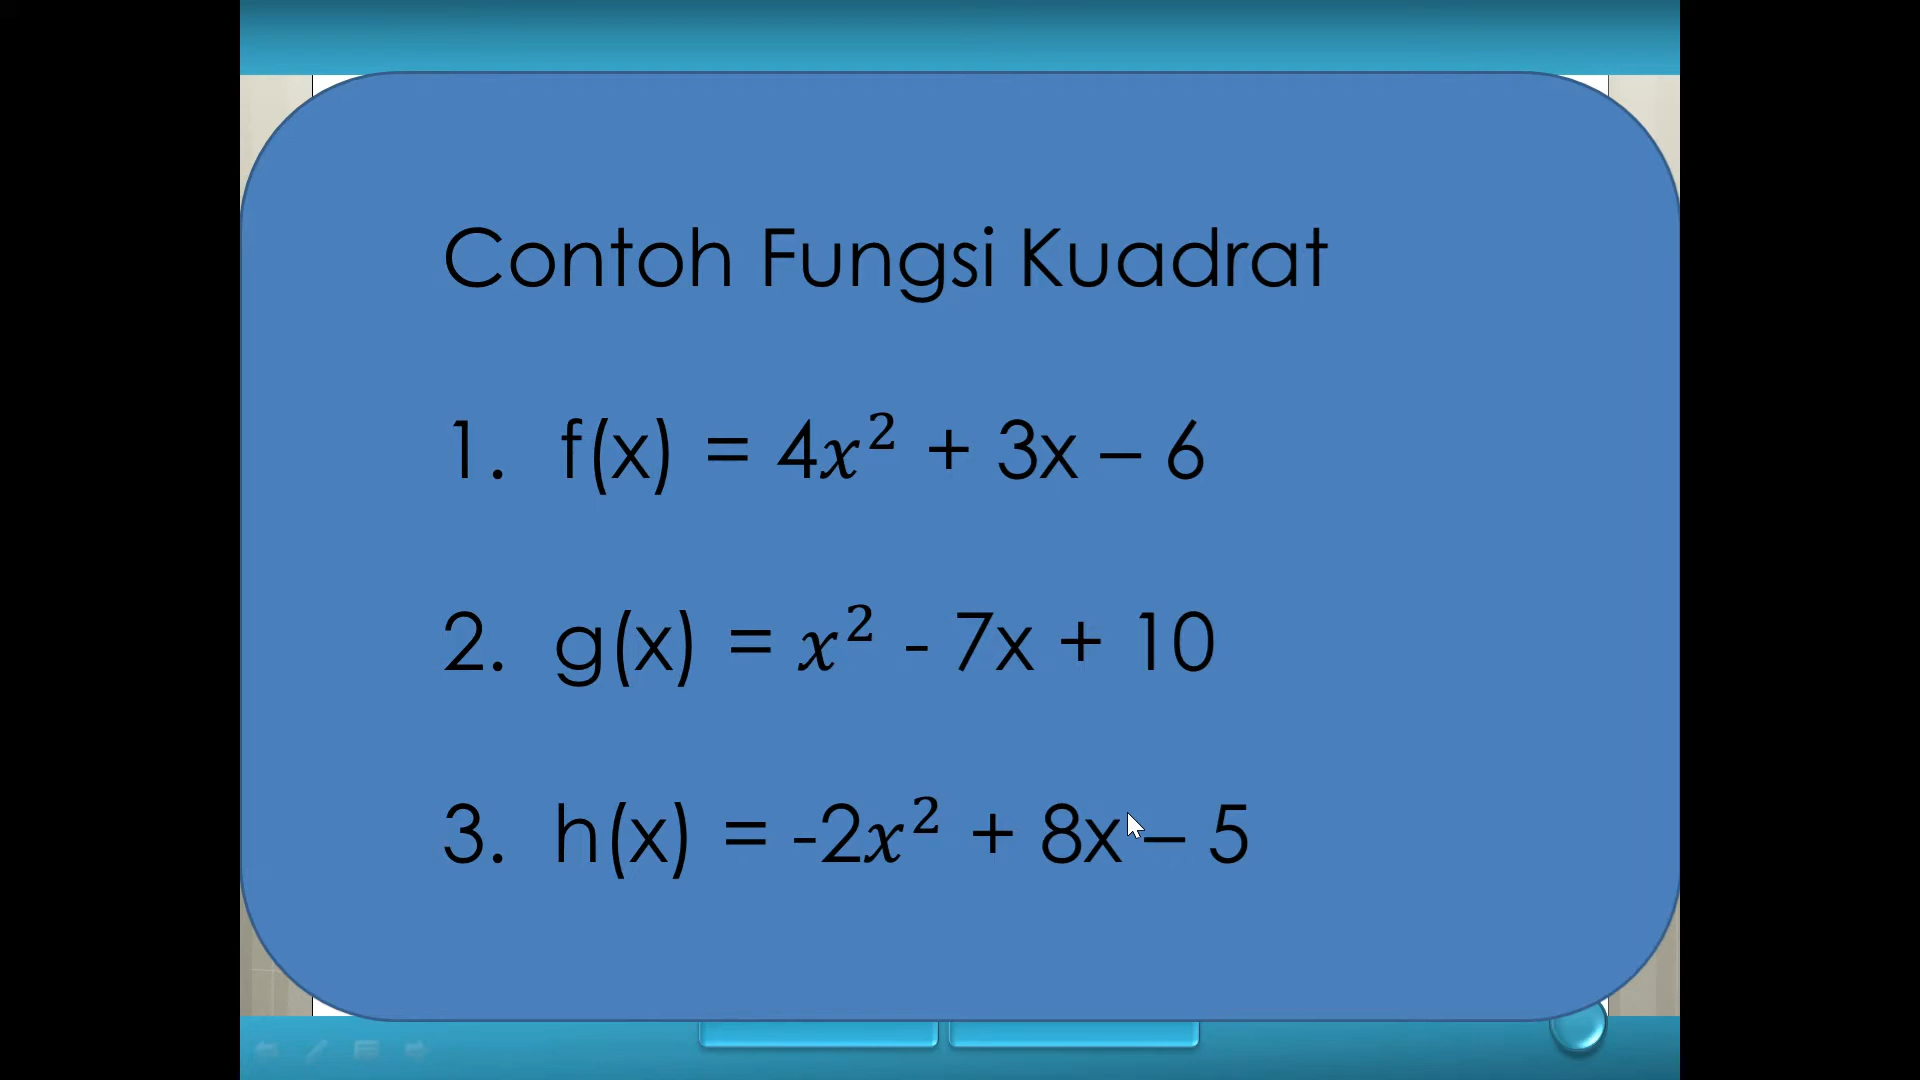 Contoh Fungsi Kuadrat
1. f(x) = 4x² + 3x – 6
2. g(x) = x² - 7x + 10
3. h(x) = -2x² + 8x – 5